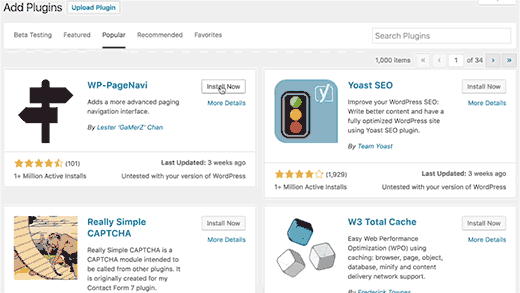 Add Plugins Upload Plugin
Beta Testing Featured Popular Recommended Favorites Search Plugins
1,000 items « ‹ 1 of 34 › »
WP-PageNavi
Install Now
More Details
Adds a more advanced paging
navigation interface.
By Lester 'GaMerZ' Chan
(101)
Last Updated: 3 weeks ago
1+ Million Active Installs
Untested with your version of WordPress
Yoast SEO
Install Now
More Details
Improve your WordPress SEO:
Write better content and have
a fully optimized WordPress
site using Yoast SEO plugin.
By Team Yoast
(1,929)
Last Updated: 3 weeks ago
1+ Million Active Installs
Untested with your version of WordPress
Really Simple
CAPTCHA
Install Now
More Details
Really Simple CAPTCHA is a
CAPTCHA module intended to
be called from other plugins. It
is originally created for my
Contact Form 7 plugin.
W3 Total Cache
Install Now
More Details
Easy Web Performance
Optimization (WPO) using
caching: browser, page, object,
database, minify and content
delivery network support.
By Frederick Townes